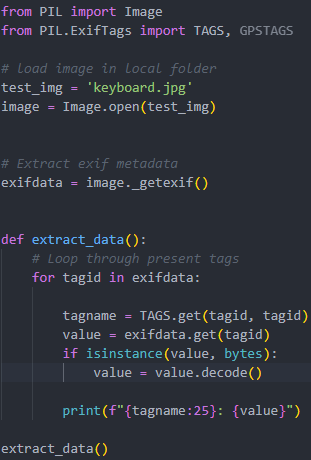 from PIL import Image
from PIL.ExifTags import TAGS, GPSTAGS
# load image in local folder
test_img = 'keyboard.jpg'
image = Image.open(test_img)
# Extract exif metadata
exifdata = image._getexif()
def extract_data():
    # Loop through present tags
    for tagid in exifdata:
        tagname = TAGS.get(tagid, tagid)
        value = exifdata.get(tagid)
        if isinstance(value, bytes):
            value = value.decode()
        print(f"{tagname:25}: {value}")
extract_data()